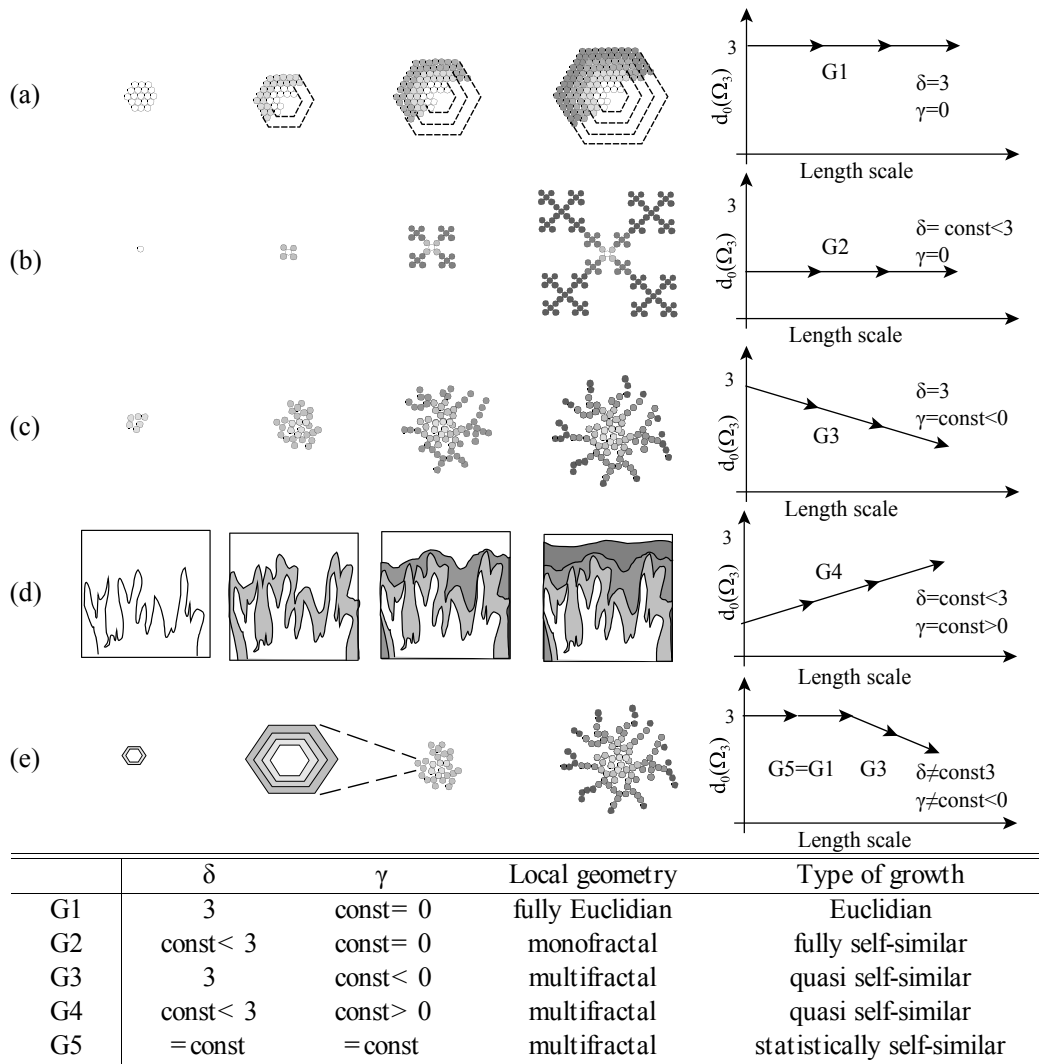 (a)
3
d₀(Ω₃)
G1
δ=3
γ=0
Length scale
(b)
3
d₀(Ω₃)
G2
δ= const<3
γ=0
Length scale
(c)
3
d₀(Ω₃)
G3
δ=3
γ=const<0
Length scale
(d)
3
d₀(Ω₃)
G4
δ=const<3
γ=const>0
Length scale
(e)
3
d₀(Ω₃)
G5=G1 G3
δ≠const3
γ≠const<0
Length scale
δ γ Local geometry Type of growth
G1 3 const= 0 fully Euclidian Euclidian
G2 const< 3 const= 0 monofractal fully self-similar
G3 3 const< 0 multifractal quasi self-similar
G4 const< 3 const> 0 multifractal quasi self-similar
G5 =const =const multifractal statistically self-similar